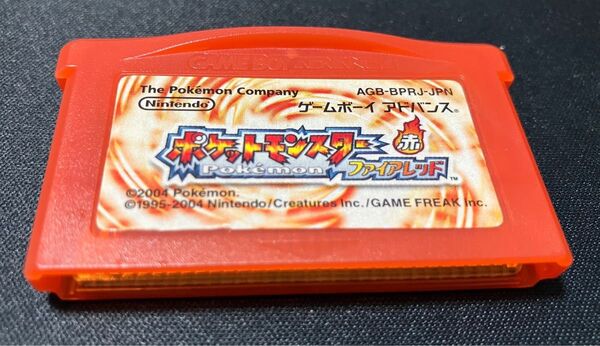 GAME BOY
The Pokémon Company AGB-BPRJ-JPN
Nintendo ゲームボーイ アドバンス®
ポケットモンスター 赤
Pokémon ファイアレッド™
©2004 Pokémon.
©1995-2004 Nintendo/Creatures Inc./GAME FREAK inc.